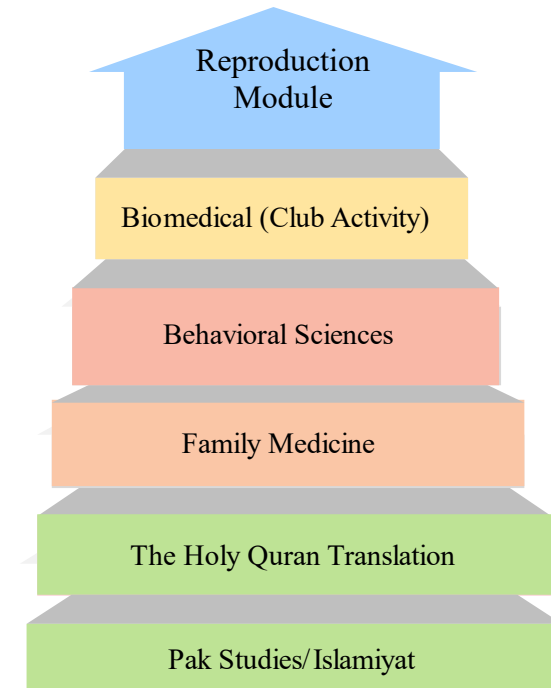 Reproduction
Module
Biomedical (Club Activity)
Behavioral Sciences
Family Medicine
The Holy Quran Translation
Pak Studies/Islamiyat